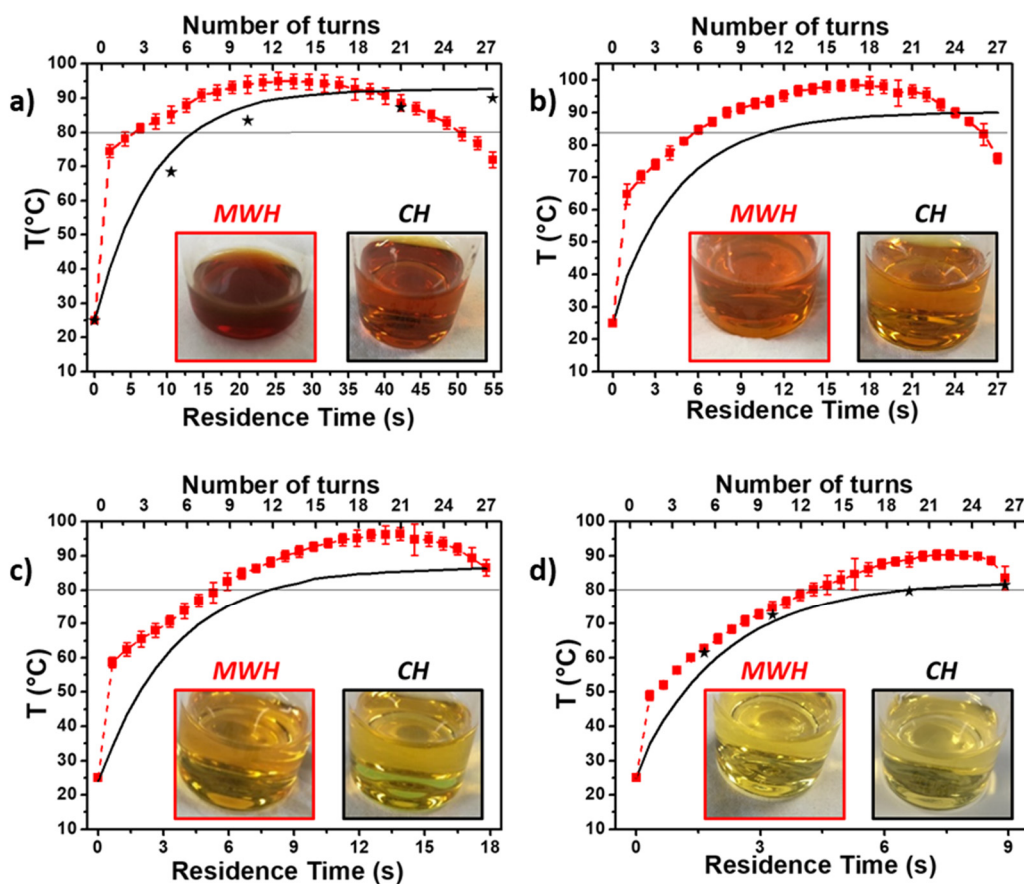 a)
Number of turns
0 3 6 9 12 15 18 21 24 27
T(°C)
100
90
80
70
60
50
40
30
20
10
MWH CH
0 5 10 15 20 25 30 35 40 45 50 55
Residence Time (s)
b)
Number of turns
0 3 6 9 12 15 18 21 24 27
T (°C)
100
90
80
70
60
50
40
30
20
10
MWH CH
0 3 6 9 12 15 18 21 24 27
Residence Time (s)
c)
Number of turns
0 3 6 9 12 15 18 21 24 27
T (°C)
100
90
80
70
60
50
40
30
20
10
MWH CH
0 3 6 9 12 15 18
Residence Time (s)
d)
Number of turns
0 3 6 9 12 15 18 21 24 27
T (°C)
100
90
80
70
60
50
40
30
20
10
MWH CH
0 3 6 9
Residence Time (s)